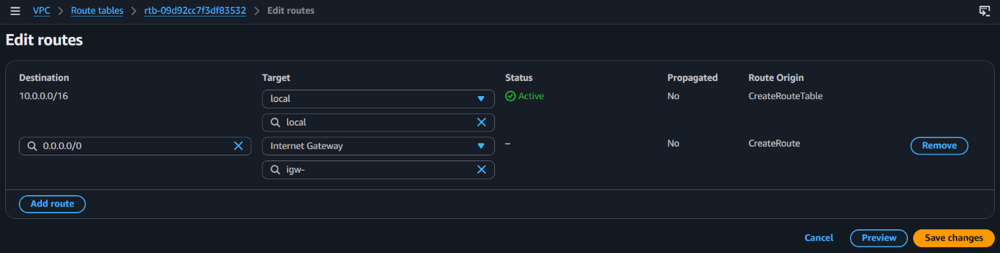 VPC > Route tables > rtb-09d92cc7f3df83532 > Edit routes
Edit routes
Destination Target Status Propagated Route Origin
10.0.0.0/16 local Active No CreateRouteTable
local
0.0.0.0/0 Internet Gateway – No CreateRoute Remove
igw-
Add route
Cancel Preview Save changes